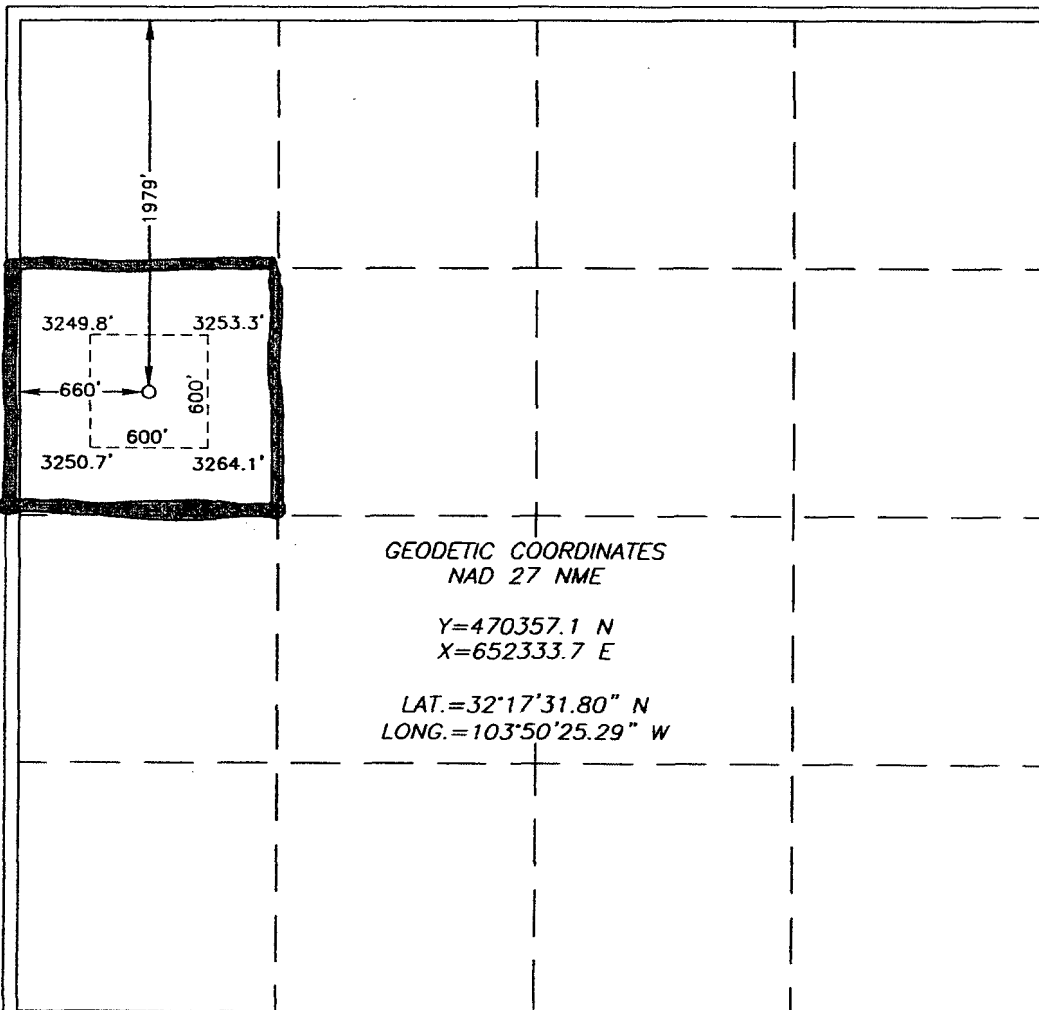 1979'
3249.8' 3253.3'
660'
600'
600'
3250.7' 3264.1'
GEODETIC COORDINATES
NAD 27 NME
Y=470357.1 N
X=652333.7 E
LAT.=32°17'31.80" N
LONG.=103°50'25.29" W